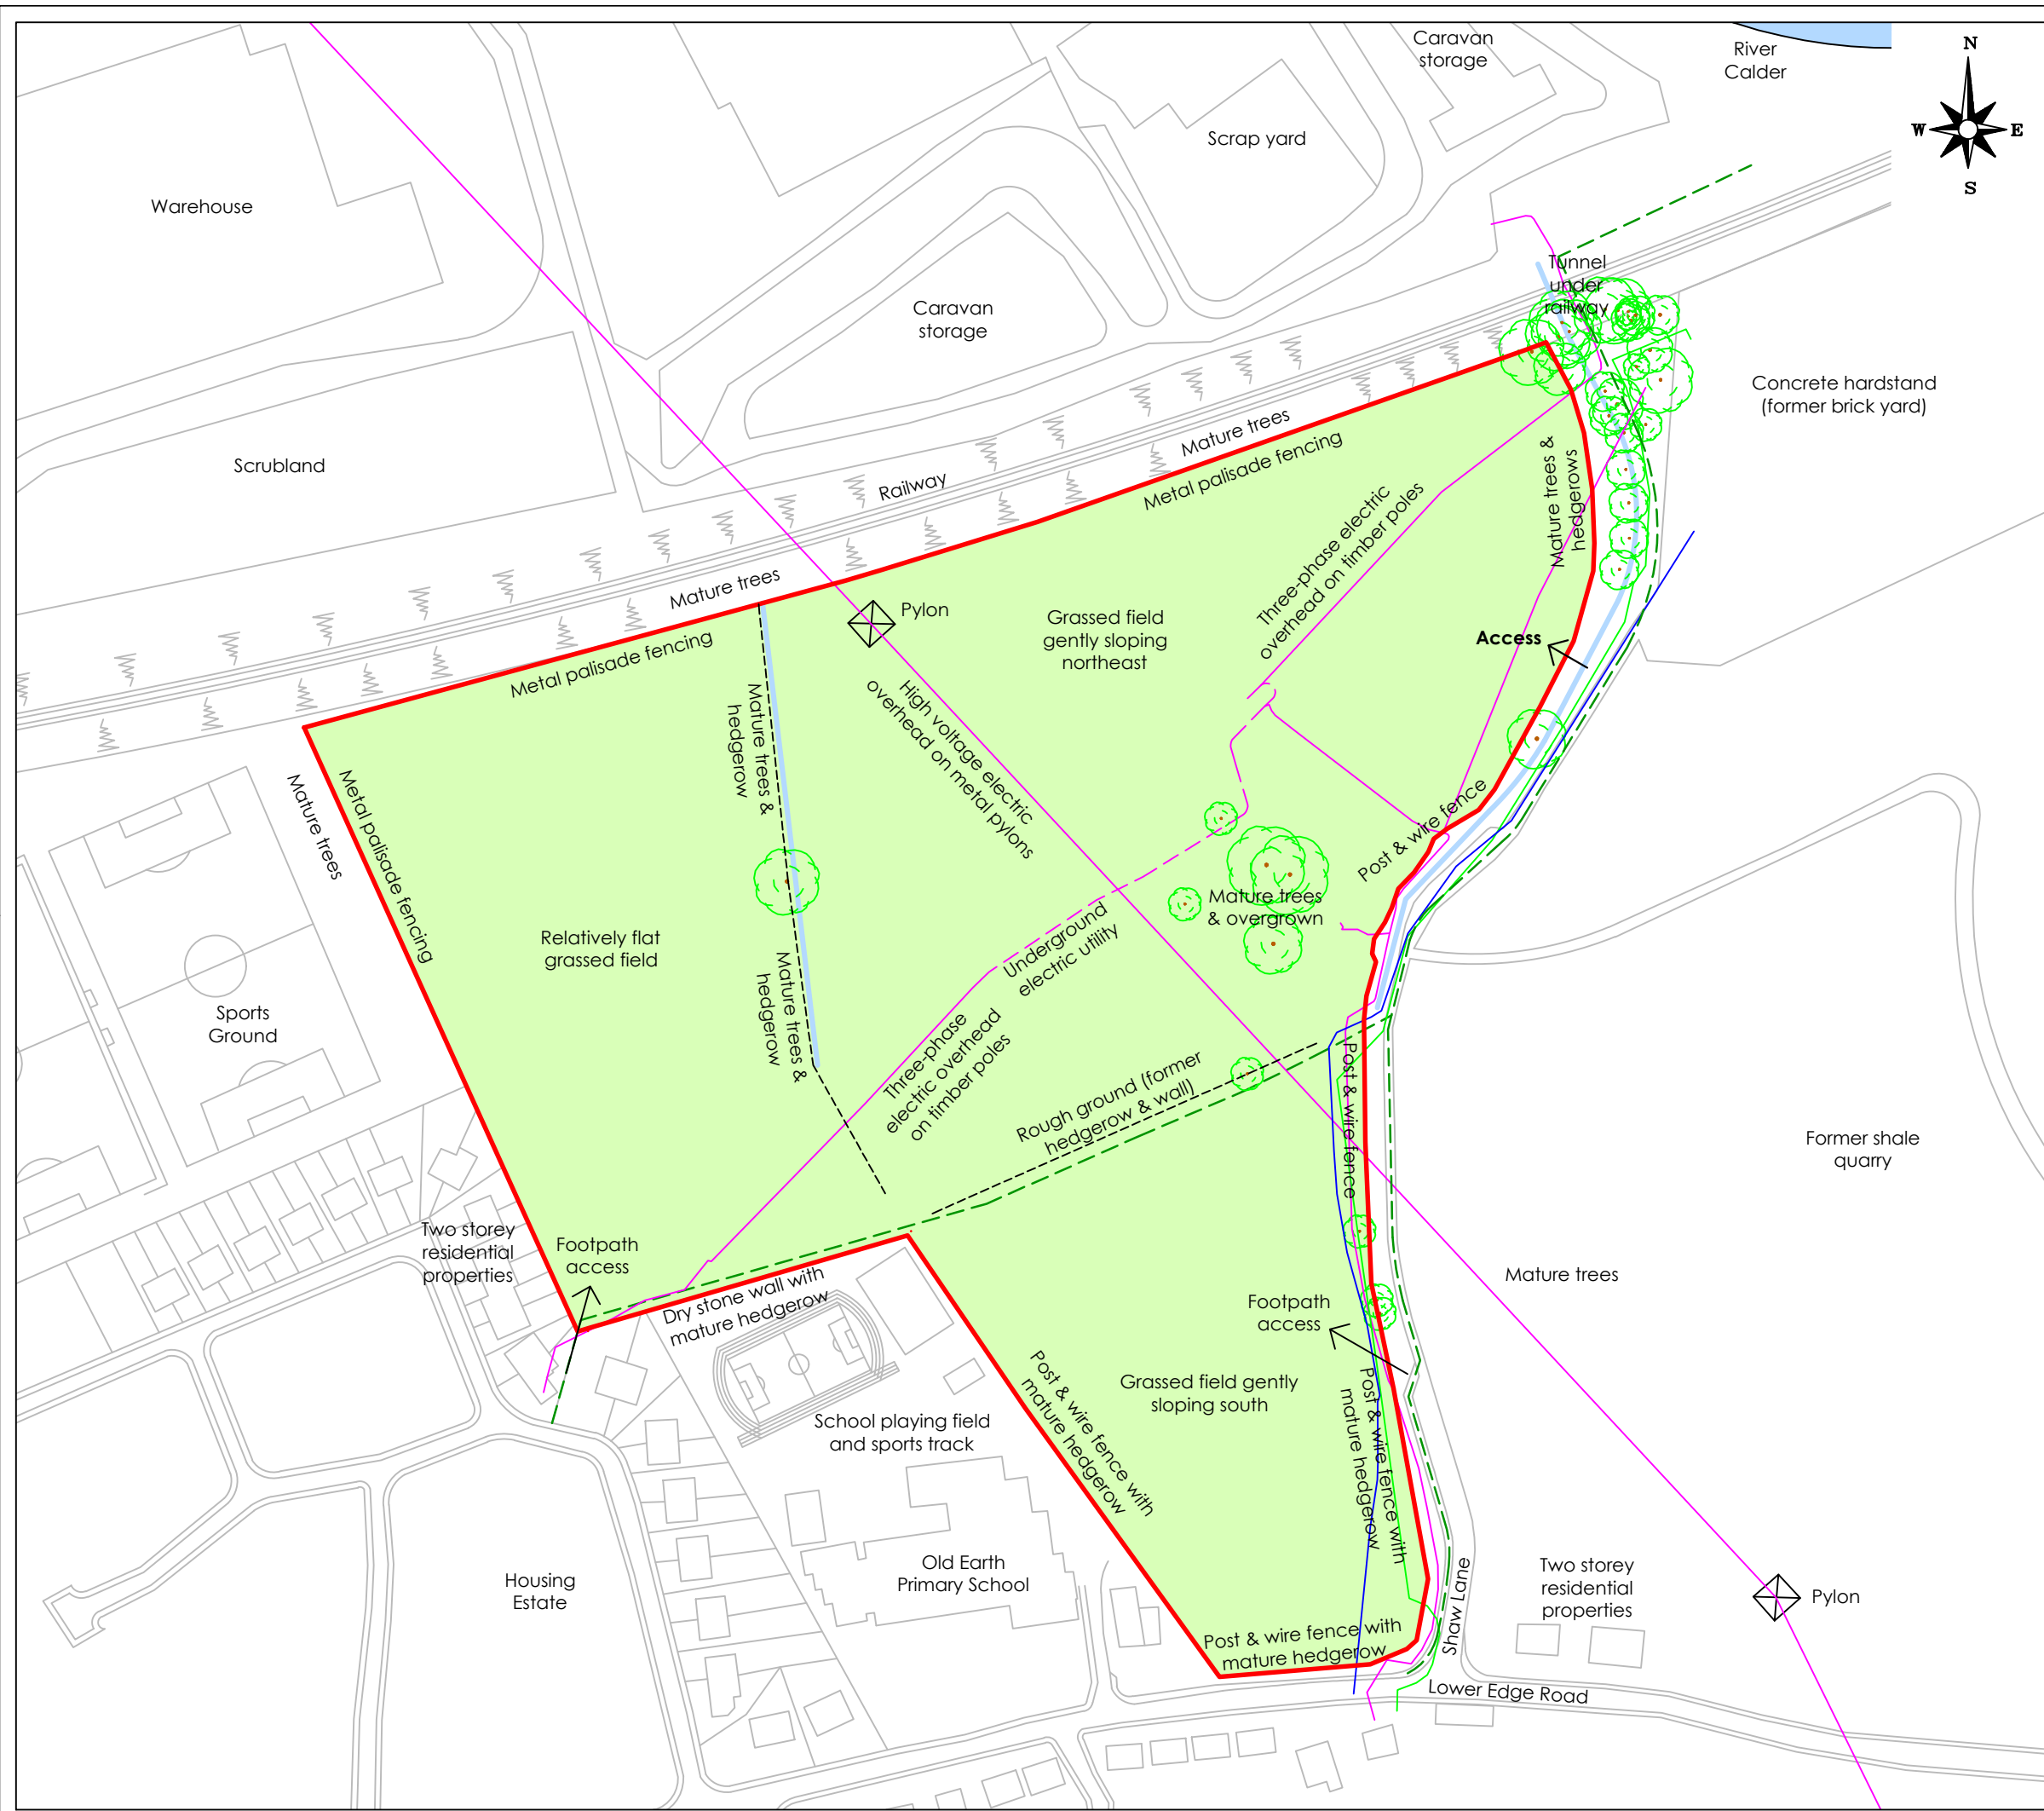 Caravan
storage
River
Calder
N
W
E
S
Scrap yard
Warehouse
Tunnel
under
railway
Caravan
storage
Concrete hardstand
(former brick yard)
Mature trees
Metal palisade fencing
Scrubland
Railway
Mature trees &
hedgerows
Three-phase electric
overhead on timber poles
Mature trees
Metal palisade fencing
Pylon
Grassed field
gently sloping
northeast
Access
High voltage electric
overhead on metal pylons
Mature trees &
hedgerow
Mature trees
Metal palisade fencing
Post & wire fence
Mature trees
& overgrown
Relatively flat
grassed field
Underground
electric utility
Mature trees &
hedgerow
Sports
Ground
Three-phase
electric overhead
on timber poles
Rough ground (former
hedgerow & wall)
Post & wire fence
Former shale
quarry
Two storey
residential
properties
Footpath
access
Mature trees
Dry stone wall with
mature hedgerow
Footpath
access
Post & wire fence with
mature hedgerow
Grassed field gently
sloping south
Post & wire fence with
mature hedgerow
School playing field
and sports track
Old Earth
Primary School
Housing
Estate
Two storey
residential
properties
Pylon
Shaw Lane
Post & wire fence with
mature hedgerow
Lower Edge Road